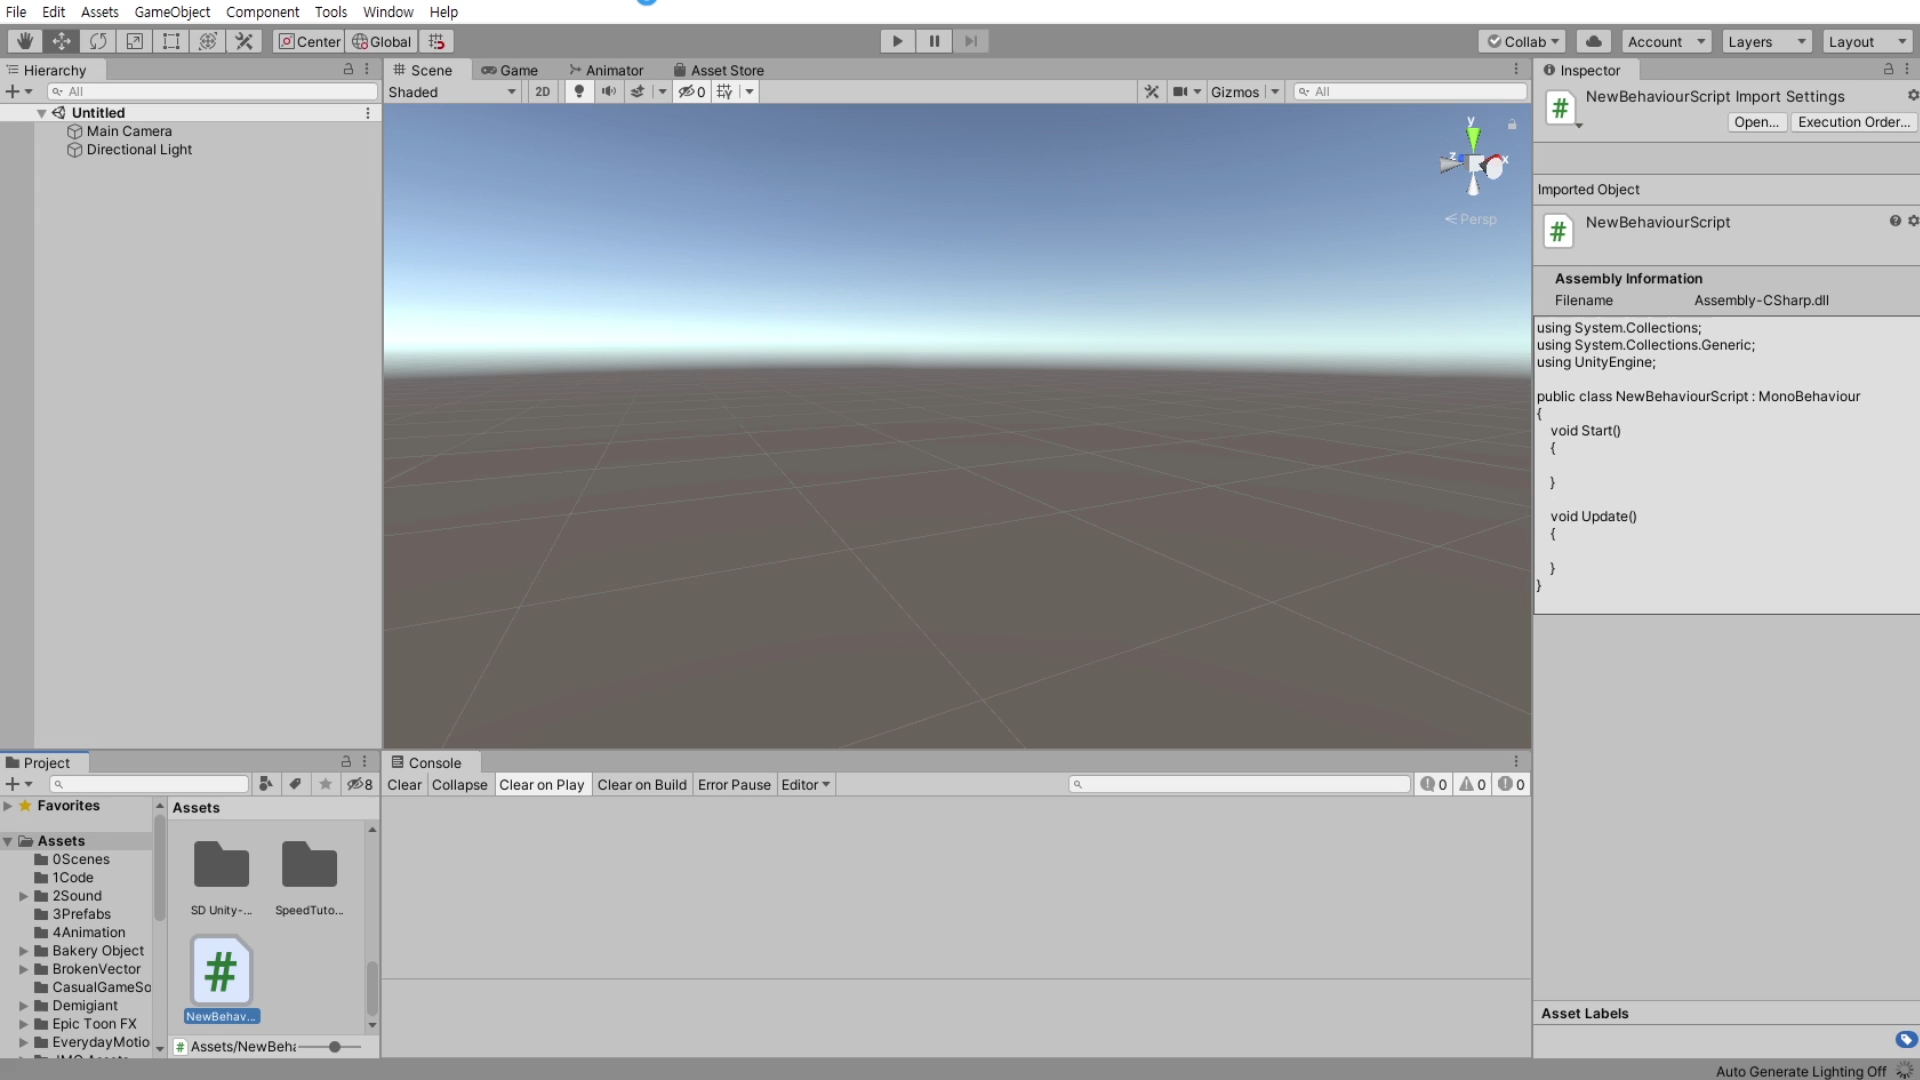 File Edit Assets GameObject Component Tools Window Help
Center Global Collab Account Layers Layout
Hierarchy
All
Untitled
Main Camera
Directional Light
Scene Game Animator Asset Store
Shaded 2D 0 Gizmos All
y
z x
Persp
Inspector
NewBehaviourScript Import Settings
Open... Execution Order...
Imported Object
NewBehaviourScript
Assembly Information
Filename Assembly-CSharp.dll
using System.Collections;
using System.Collections.Generic;
using UnityEngine;
public class NewBehaviourScript : MonoBehaviour
{
void Start()
{
}
void Update()
{
}
}
Project
8
Favorites
Assets
0Scenes
1Code
2Sound
3Prefabs
4Animation
Bakery Object
BrokenVector
CasualGameSo
Demigiant
Epic Toon FX
EverydayMotio
Assets
SD Unity-... SpeedTuto...
NewBehav...
Assets/NewBeha
Console
Clear Collapse Clear on Play Clear on Build Error Pause Editor 0 0 0
Asset Labels
Auto Generate Lighting Off